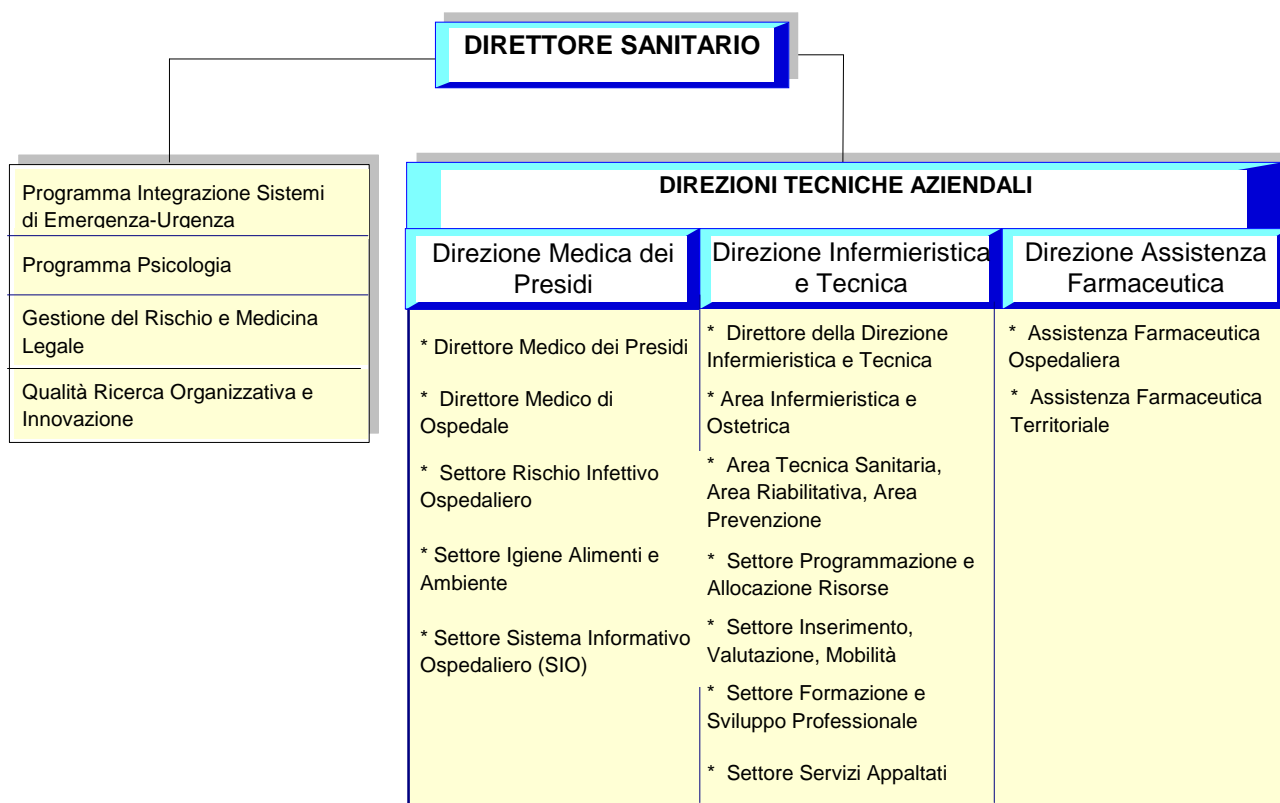 DIRETTORE SANITARIO
Programma Integrazione Sistemi
di Emergenza-Urgenza
Programma Psicologia
Gestione del Rischio e Medicina
Legale
Qualità Ricerca Organizzativa e
Innovazione
DIREZIONI TECNICHE AZIENDALI
Direzione Medica dei
Presidi
* Direttore Medico dei Presidi
* Direttore Medico di
Ospedale
* Settore Rischio Infettivo
Ospedaliero
* Settore Igiene Alimenti e
Ambiente
* Settore Sistema Informativo
Ospedaliero (SIO)
Direzione Infermieristica
e Tecnica
* Direttore della Direzione
Infermieristica e Tecnica
* Area Infermieristica e
Ostetrica
* Area Tecnica Sanitaria,
Area Riabilitativa, Area
Prevenzione
* Settore Programmazione e
Allocazione Risorse
* Settore Inserimento,
Valutazione, Mobilità
* Settore Formazione e
Sviluppo Professionale
* Settore Servizi Appaltati
Direzione Assistenza
Farmaceutica
* Assistenza Farmaceutica
Ospedaliera
* Assistenza Farmaceutica
Territoriale